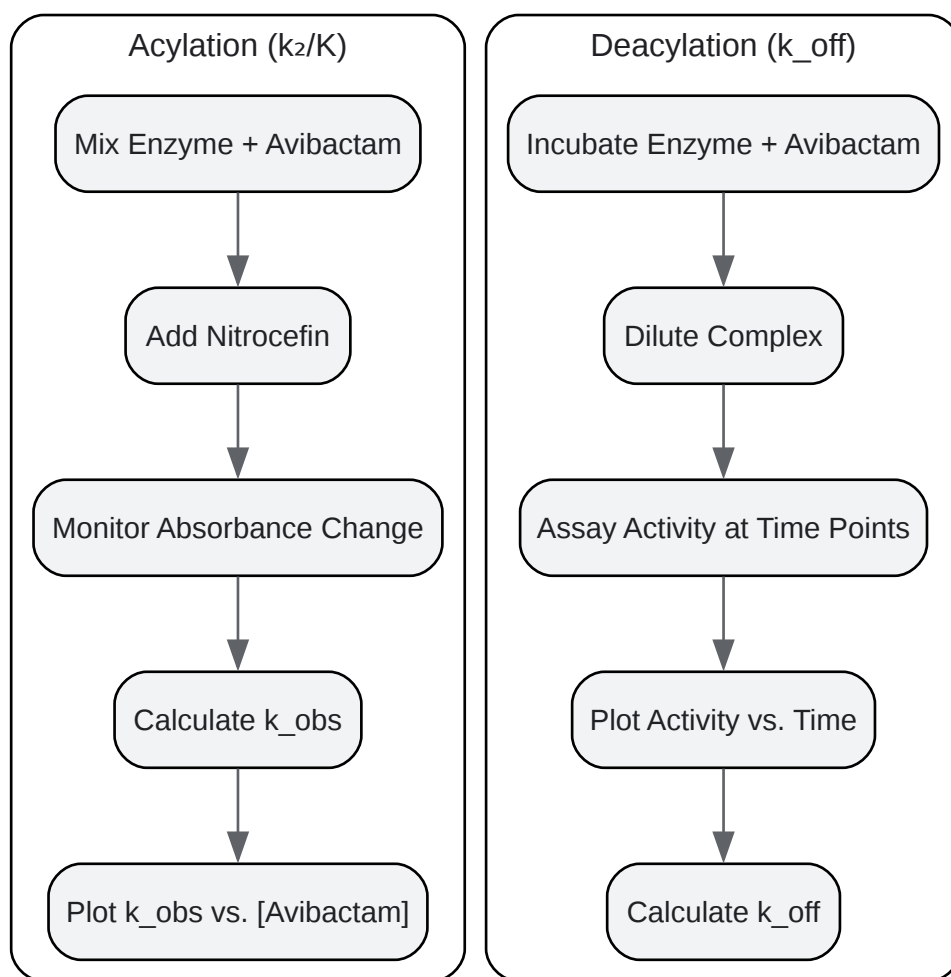 Acylation (k₂/K)
Mix Enzyme + Avibactam
Add Nitrocefin
Monitor Absorbance Change
Calculate k_obs
Plot k_obs vs. [Avibactam]
Deacylation (k_off)
Incubate Enzyme + Avibactam
Dilute Complex
Assay Activity at Time Points
Plot Activity vs. Time
Calculate k_off